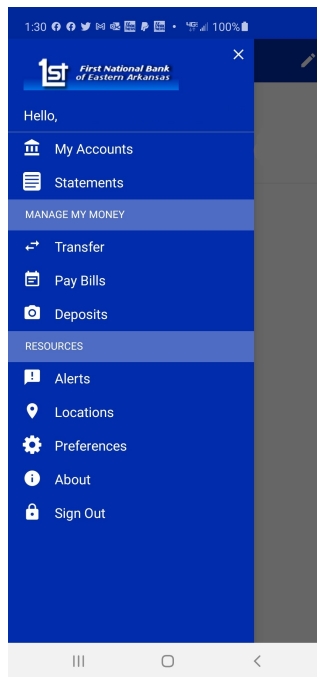 1:30
100%
1st First National Bank
of Eastern Arkansas
Hello,
My Accounts
Statements
MANAGE MY MONEY
Transfer
Pay Bills
Deposits
RESOURCES
Alerts
Locations
Preferences
About
Sign Out